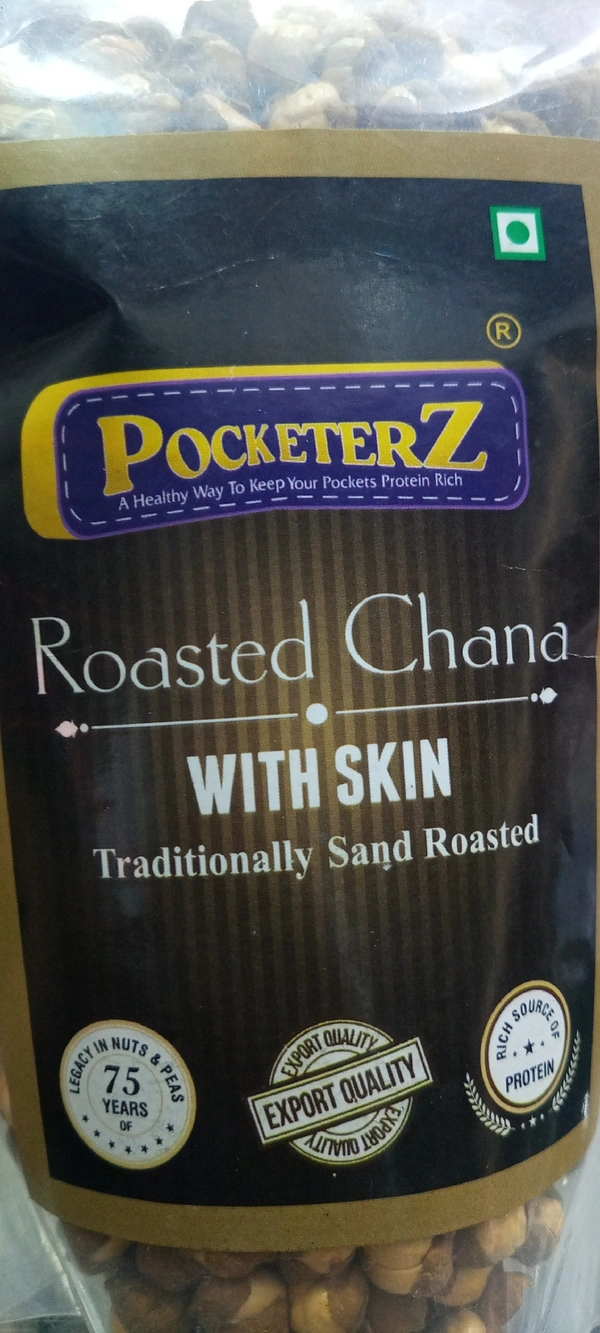 ®
POCKETERZ
A Healthy Way To Keep Your Pockets Protein Rich
Roasted Chana
WITH SKIN
Traditionally Sand Roasted
LEGACY IN NUTS & PEAS
75
YEARS
OF
EXPORT QUALITY
EXPORT QUALITY
EXPORT QUALITY
RICH SOURCE OF
PROTEIN